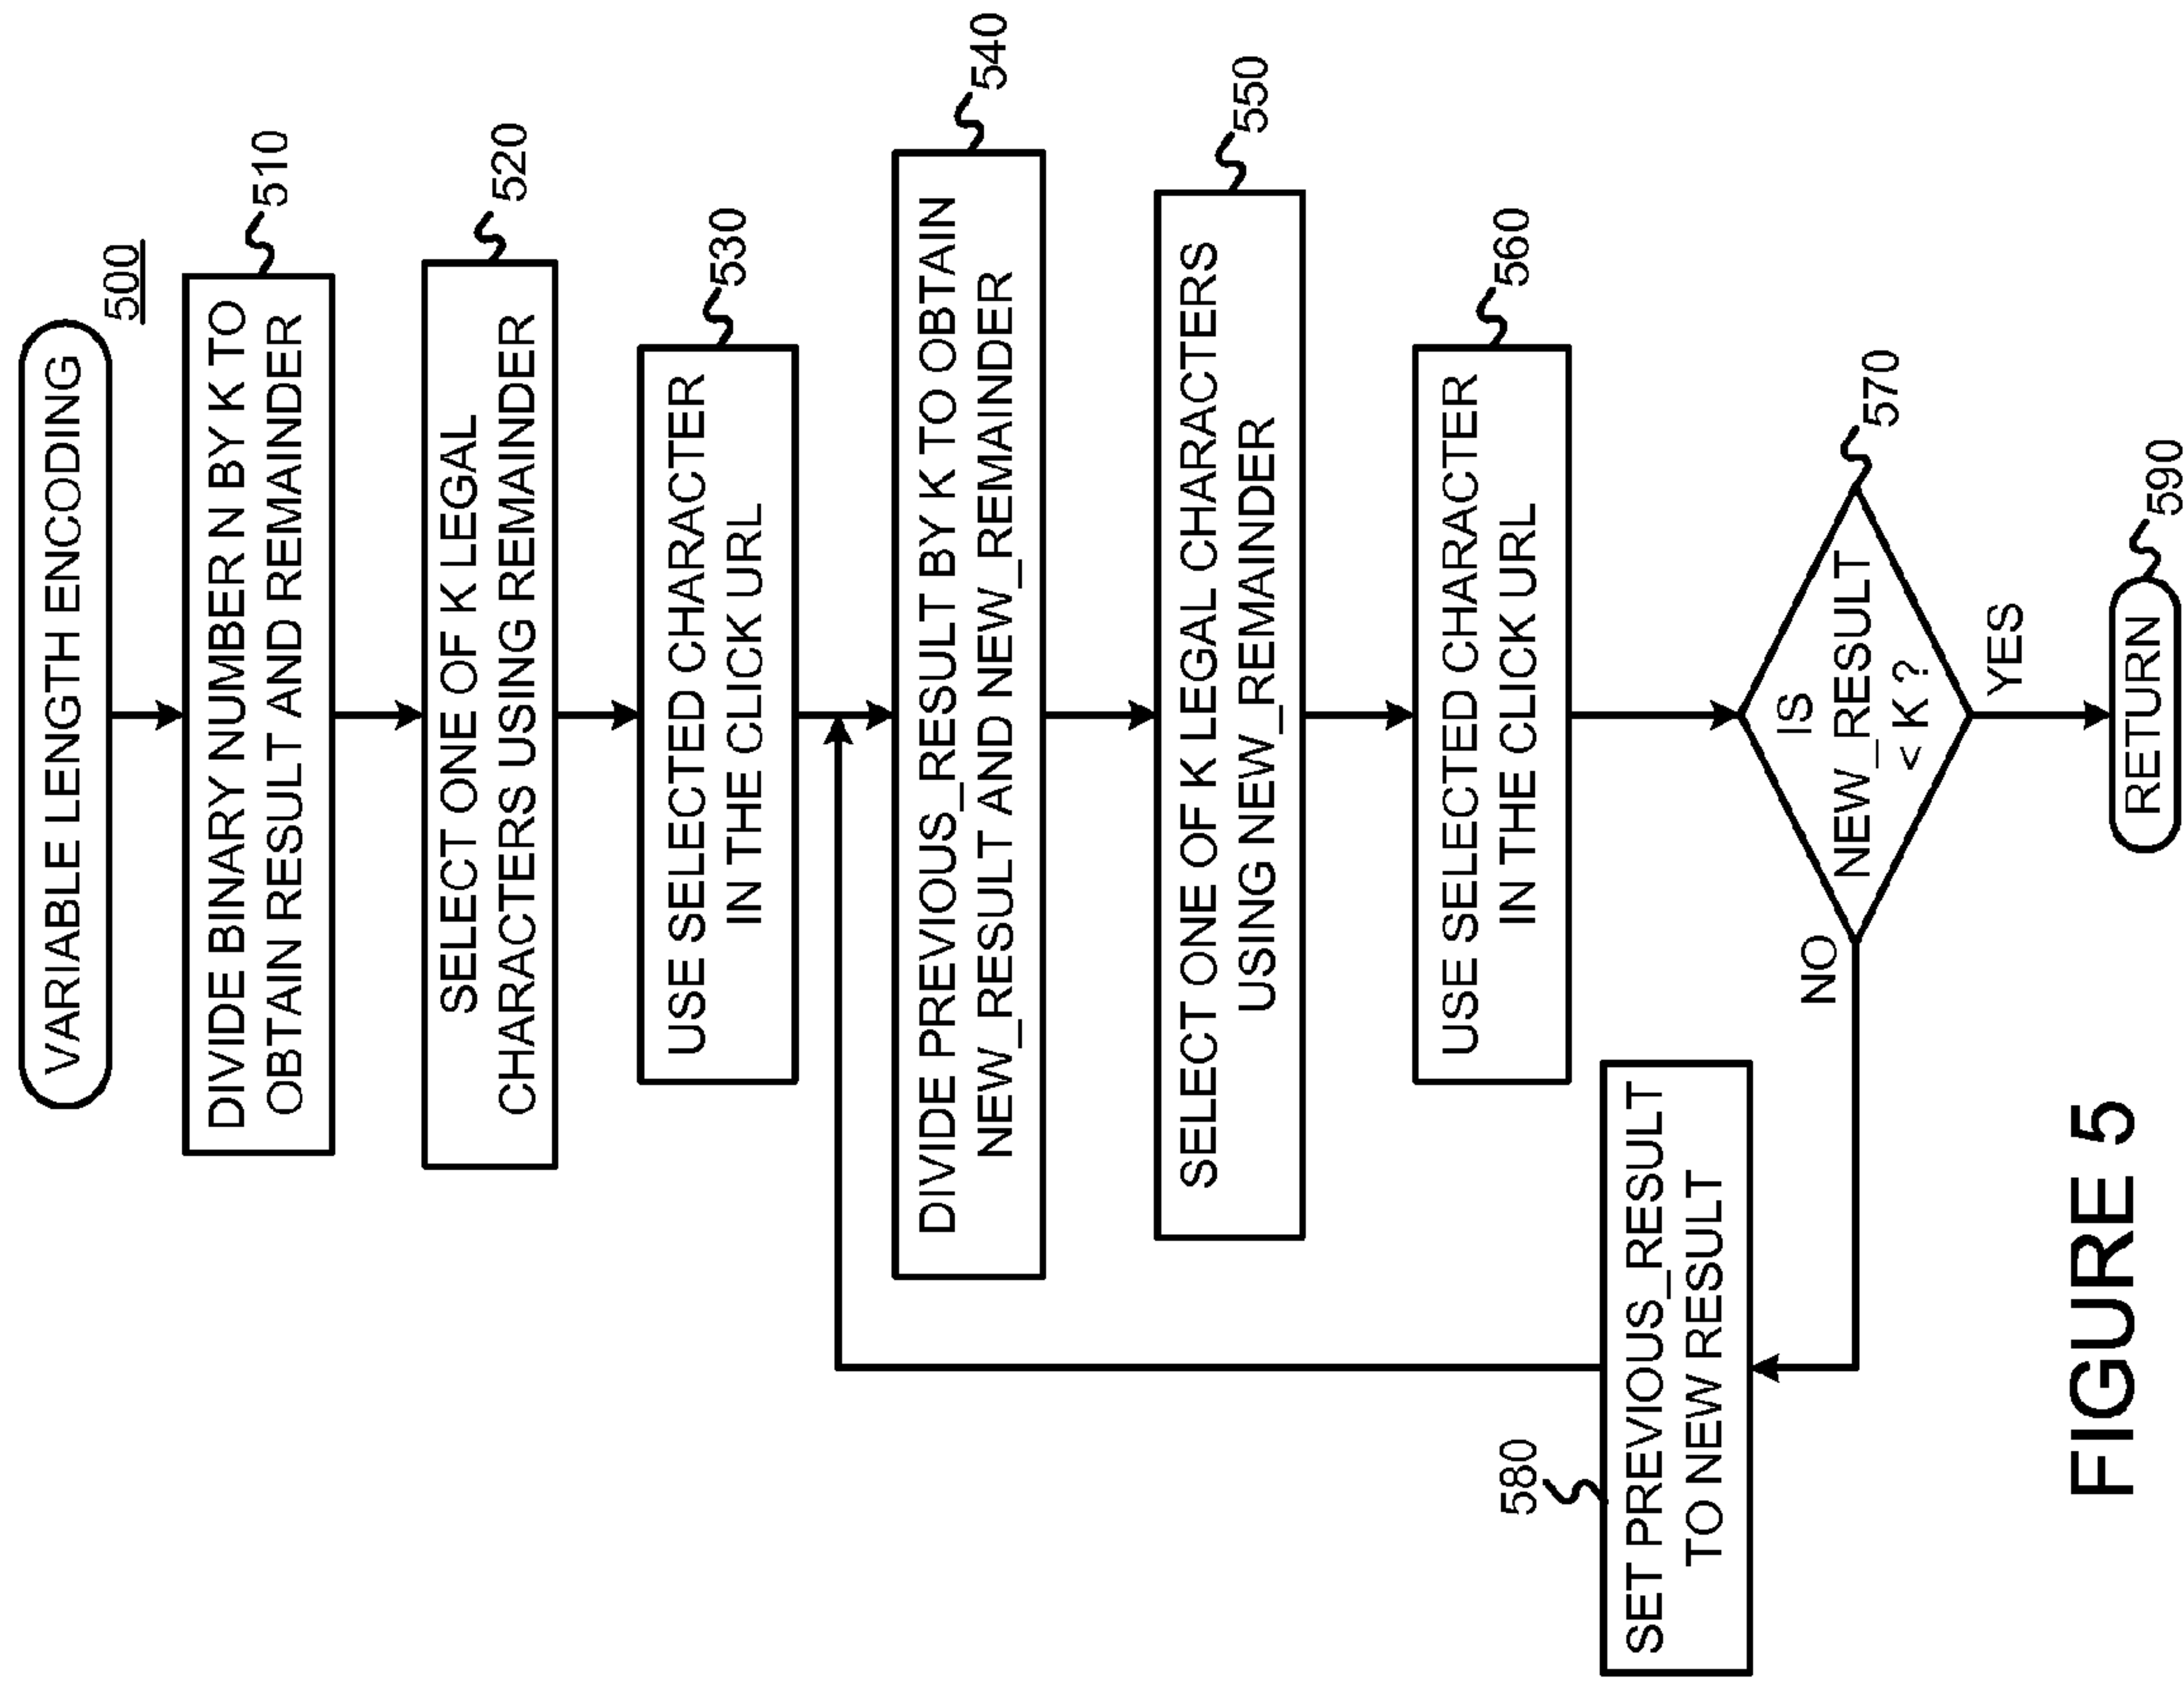 VARIABLE LENGTH ENCODING
500
DIVIDE BINARY NUMBER N BY K TO
OBTAIN RESULT AND REMAINDER
510
SELECT ONE OF K LEGAL
CHARACTERS USING REMAINDER
520
USE SELECTED CHARACTER
IN THE CLICK URL
530
DIVIDE PREVIOUS_RESULT BY K TO OBTAIN
NEW_RESULT AND NEW_REMAINDER
540
SELECT ONE OF K LEGAL CHARACTERS
USING NEW_REMAINDER
550
USE SELECTED CHARACTER
IN THE CLICK URL
560
IS
NEW_RESULT
< K ?
570
NO
YES
580
SET PREVIOUS_RESULT
TO NEW RESULT
RETURN
590
FIGURE 5